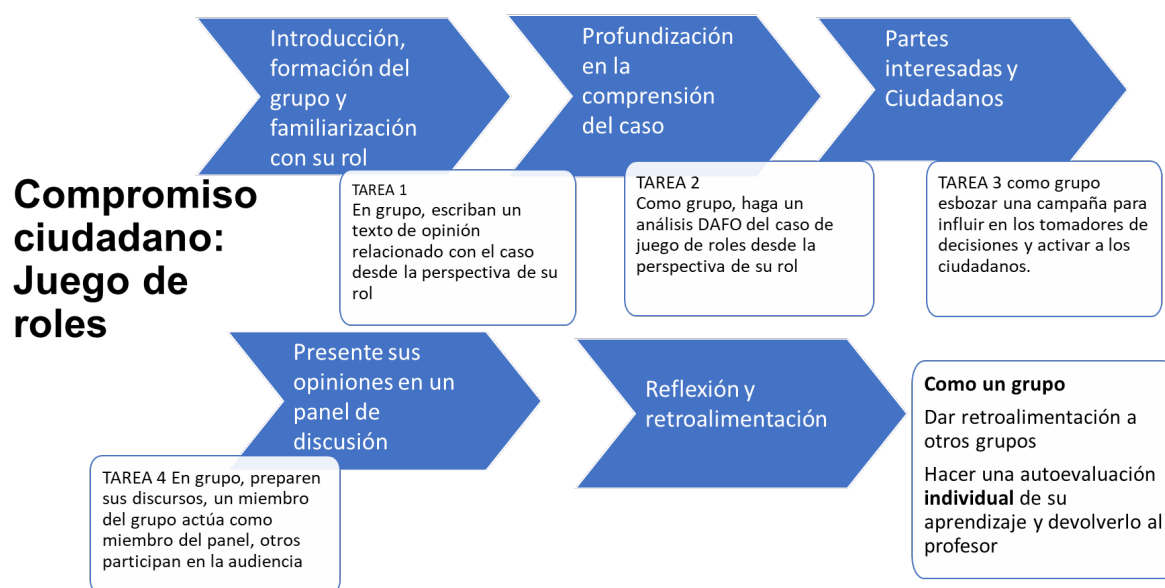 Compromiso
ciudadano:
Juego de
roles
Introducción,
formación del
grupo y
familiarización
con su rol
TAREA 1
En grupo, escriban un
texto de opinión
relacionado con el caso
desde la perspectiva de su
rol
Profundización
en la
comprensión
del caso
TAREA 2
Como grupo, haga un
análisis DAFO del caso de
juego de roles desde la
perspectiva de su rol
Partes
interesadas y
Ciudadanos
TAREA 3 como grupo
esbozar una campaña para
influir en los tomadores de
decisiones y activar a los
ciudadanos.
Presente sus
opiniones en un
panel de
discusión
TAREA 4 En grupo, preparen
sus discursos, un miembro
del grupo actúa como
miembro del panel, otros
participan en la audiencia
Reflexión y
retroalimentación
Como un grupo
Dar retroalimentación a
otros grupos
Hacer una autoevaluación
individual de su
aprendizaje y devolverlo al
profesor